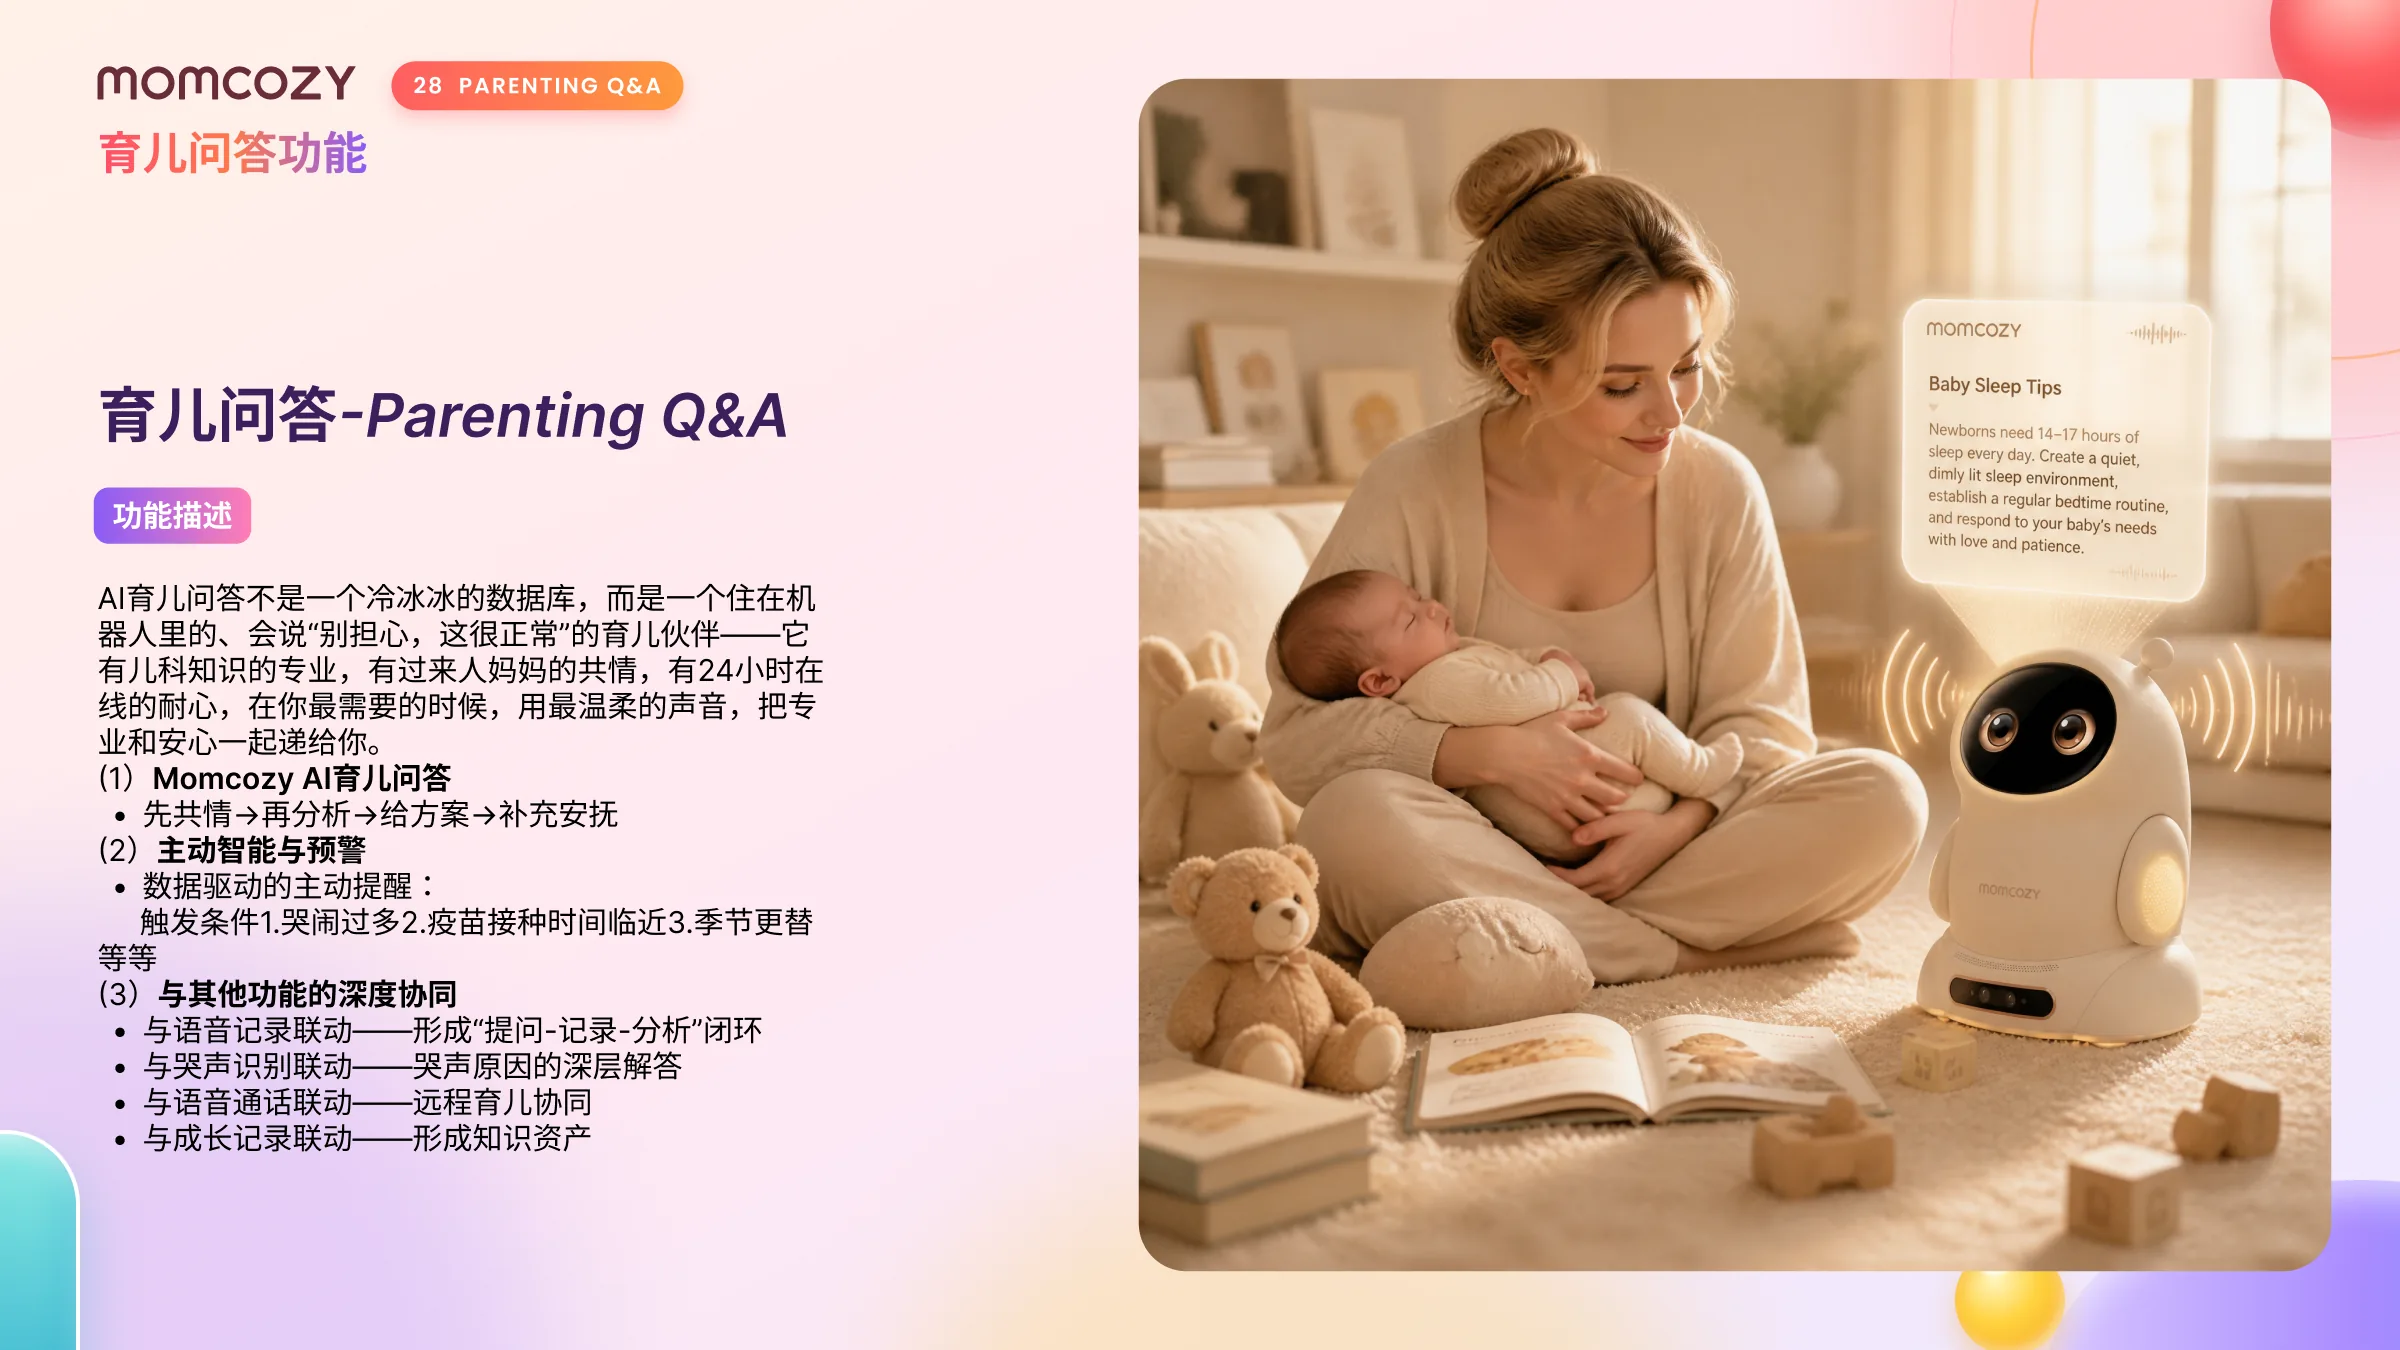 momcozy
28 PARENTING Q&A
育儿问答功能
育儿问答-Parenting Q&A
功能描述
AI育儿问答不是一个冷冰冰的数据库，而是一个住在机
器人里的、会说“别担心，这很正常”的育儿伙伴——它
有儿科知识的专业，有过来人妈妈的共情，有24小时在
线的耐心，在你最需要的时候，用最温柔的声音，把专
业和安心一起递给你。
(1）Momcozy AI育儿问答
• 先共情→再分析→给方案→补充安抚
(2）主动智能与预警
• 数据驱动的主动提醒：
触发条件1.哭闹过多2.疫苗接种时间临近3.季节更替
等等
(3）与其他功能的深度协同
• 与语音记录联动——形成“提问-记录-分析”闭环
• 与哭声识别联动——哭声原因的深层解答
• 与语音通话联动——远程育儿协同
• 与成长记录联动——形成知识资产
momcozy
Baby Sleep Tips
Newborns need 14–17 hours of
sleep every day. Create a quiet,
dimly lit sleep environment,
establish a regular bedtime routine,
and respond to your baby's needs
with love and patience.
momcozy